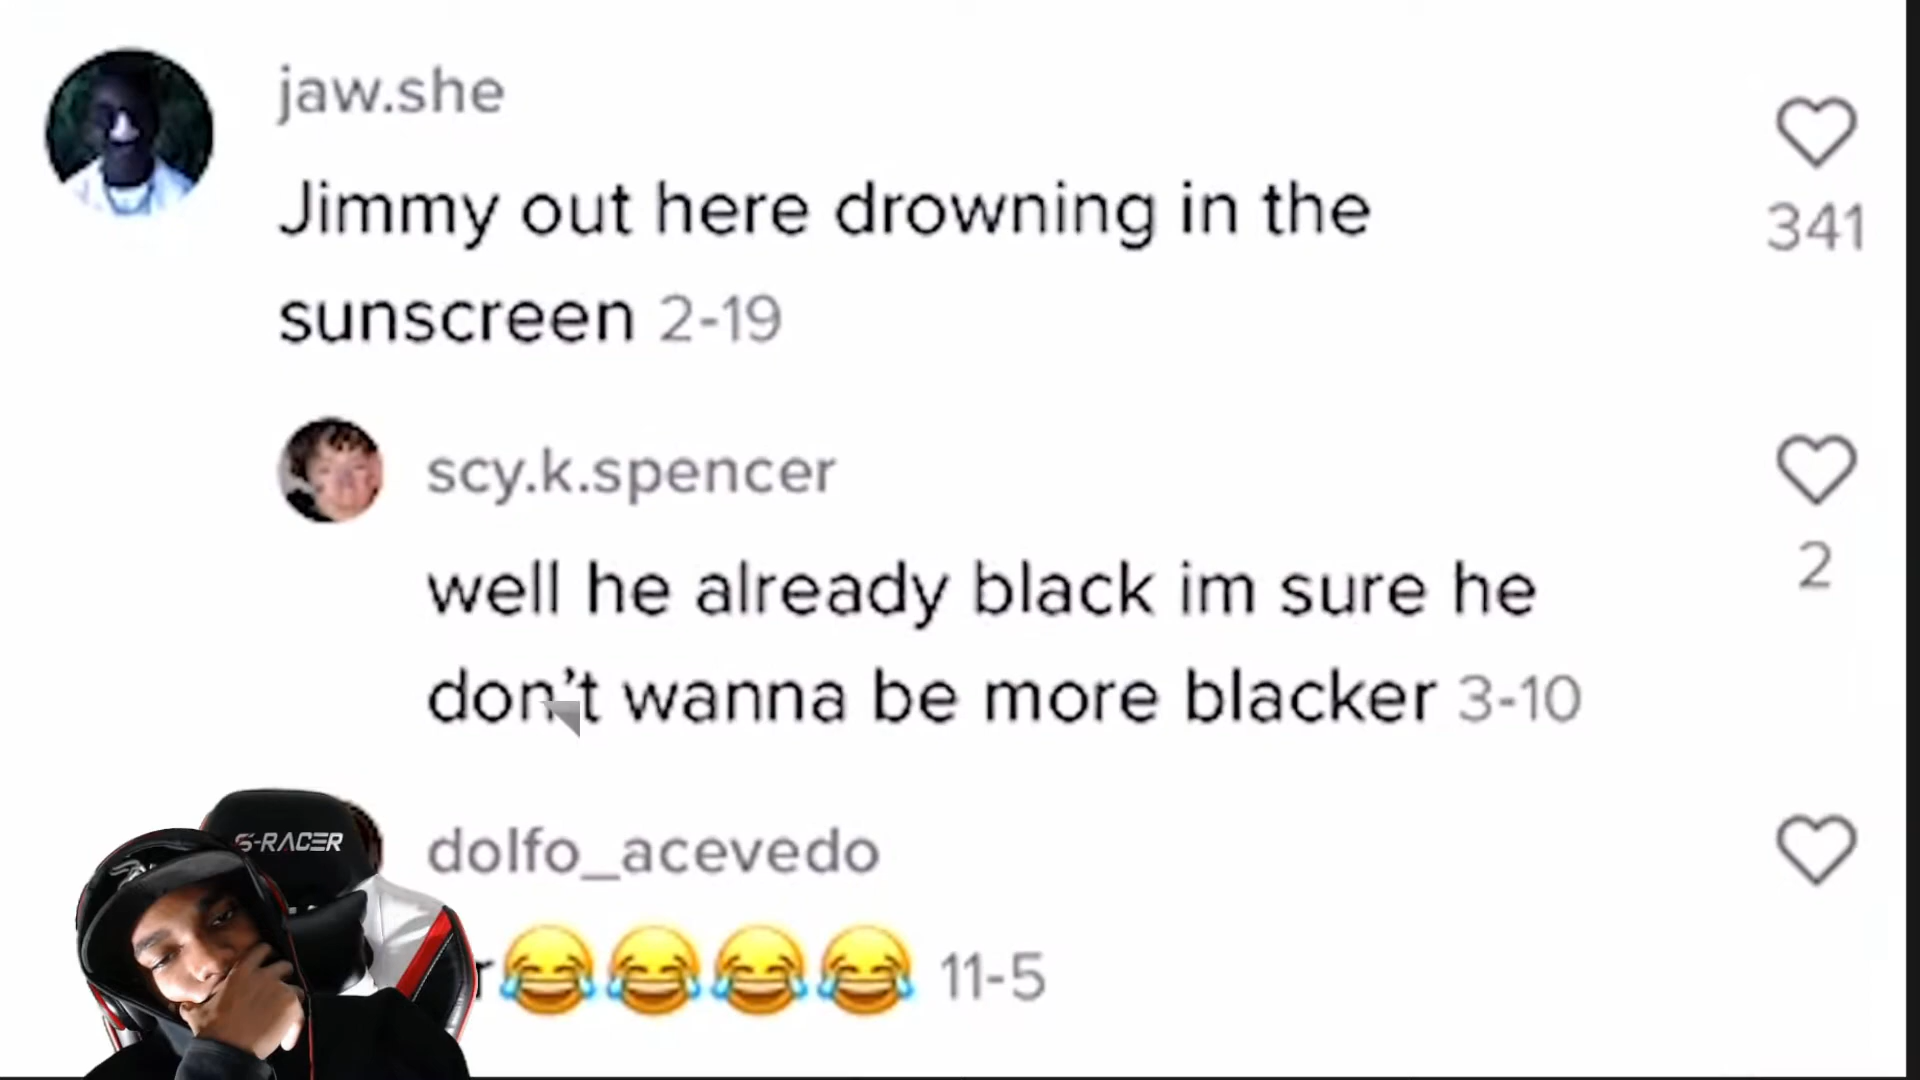 jaw.she
Jimmy out here drowning in the
sunscreen 2-19
341
scy.k.spencer
well he already black im sure he
don't wanna be more blacker 3-10
2
dolfo_acevedo
r😂😂😂😂 11-5
S-RACER